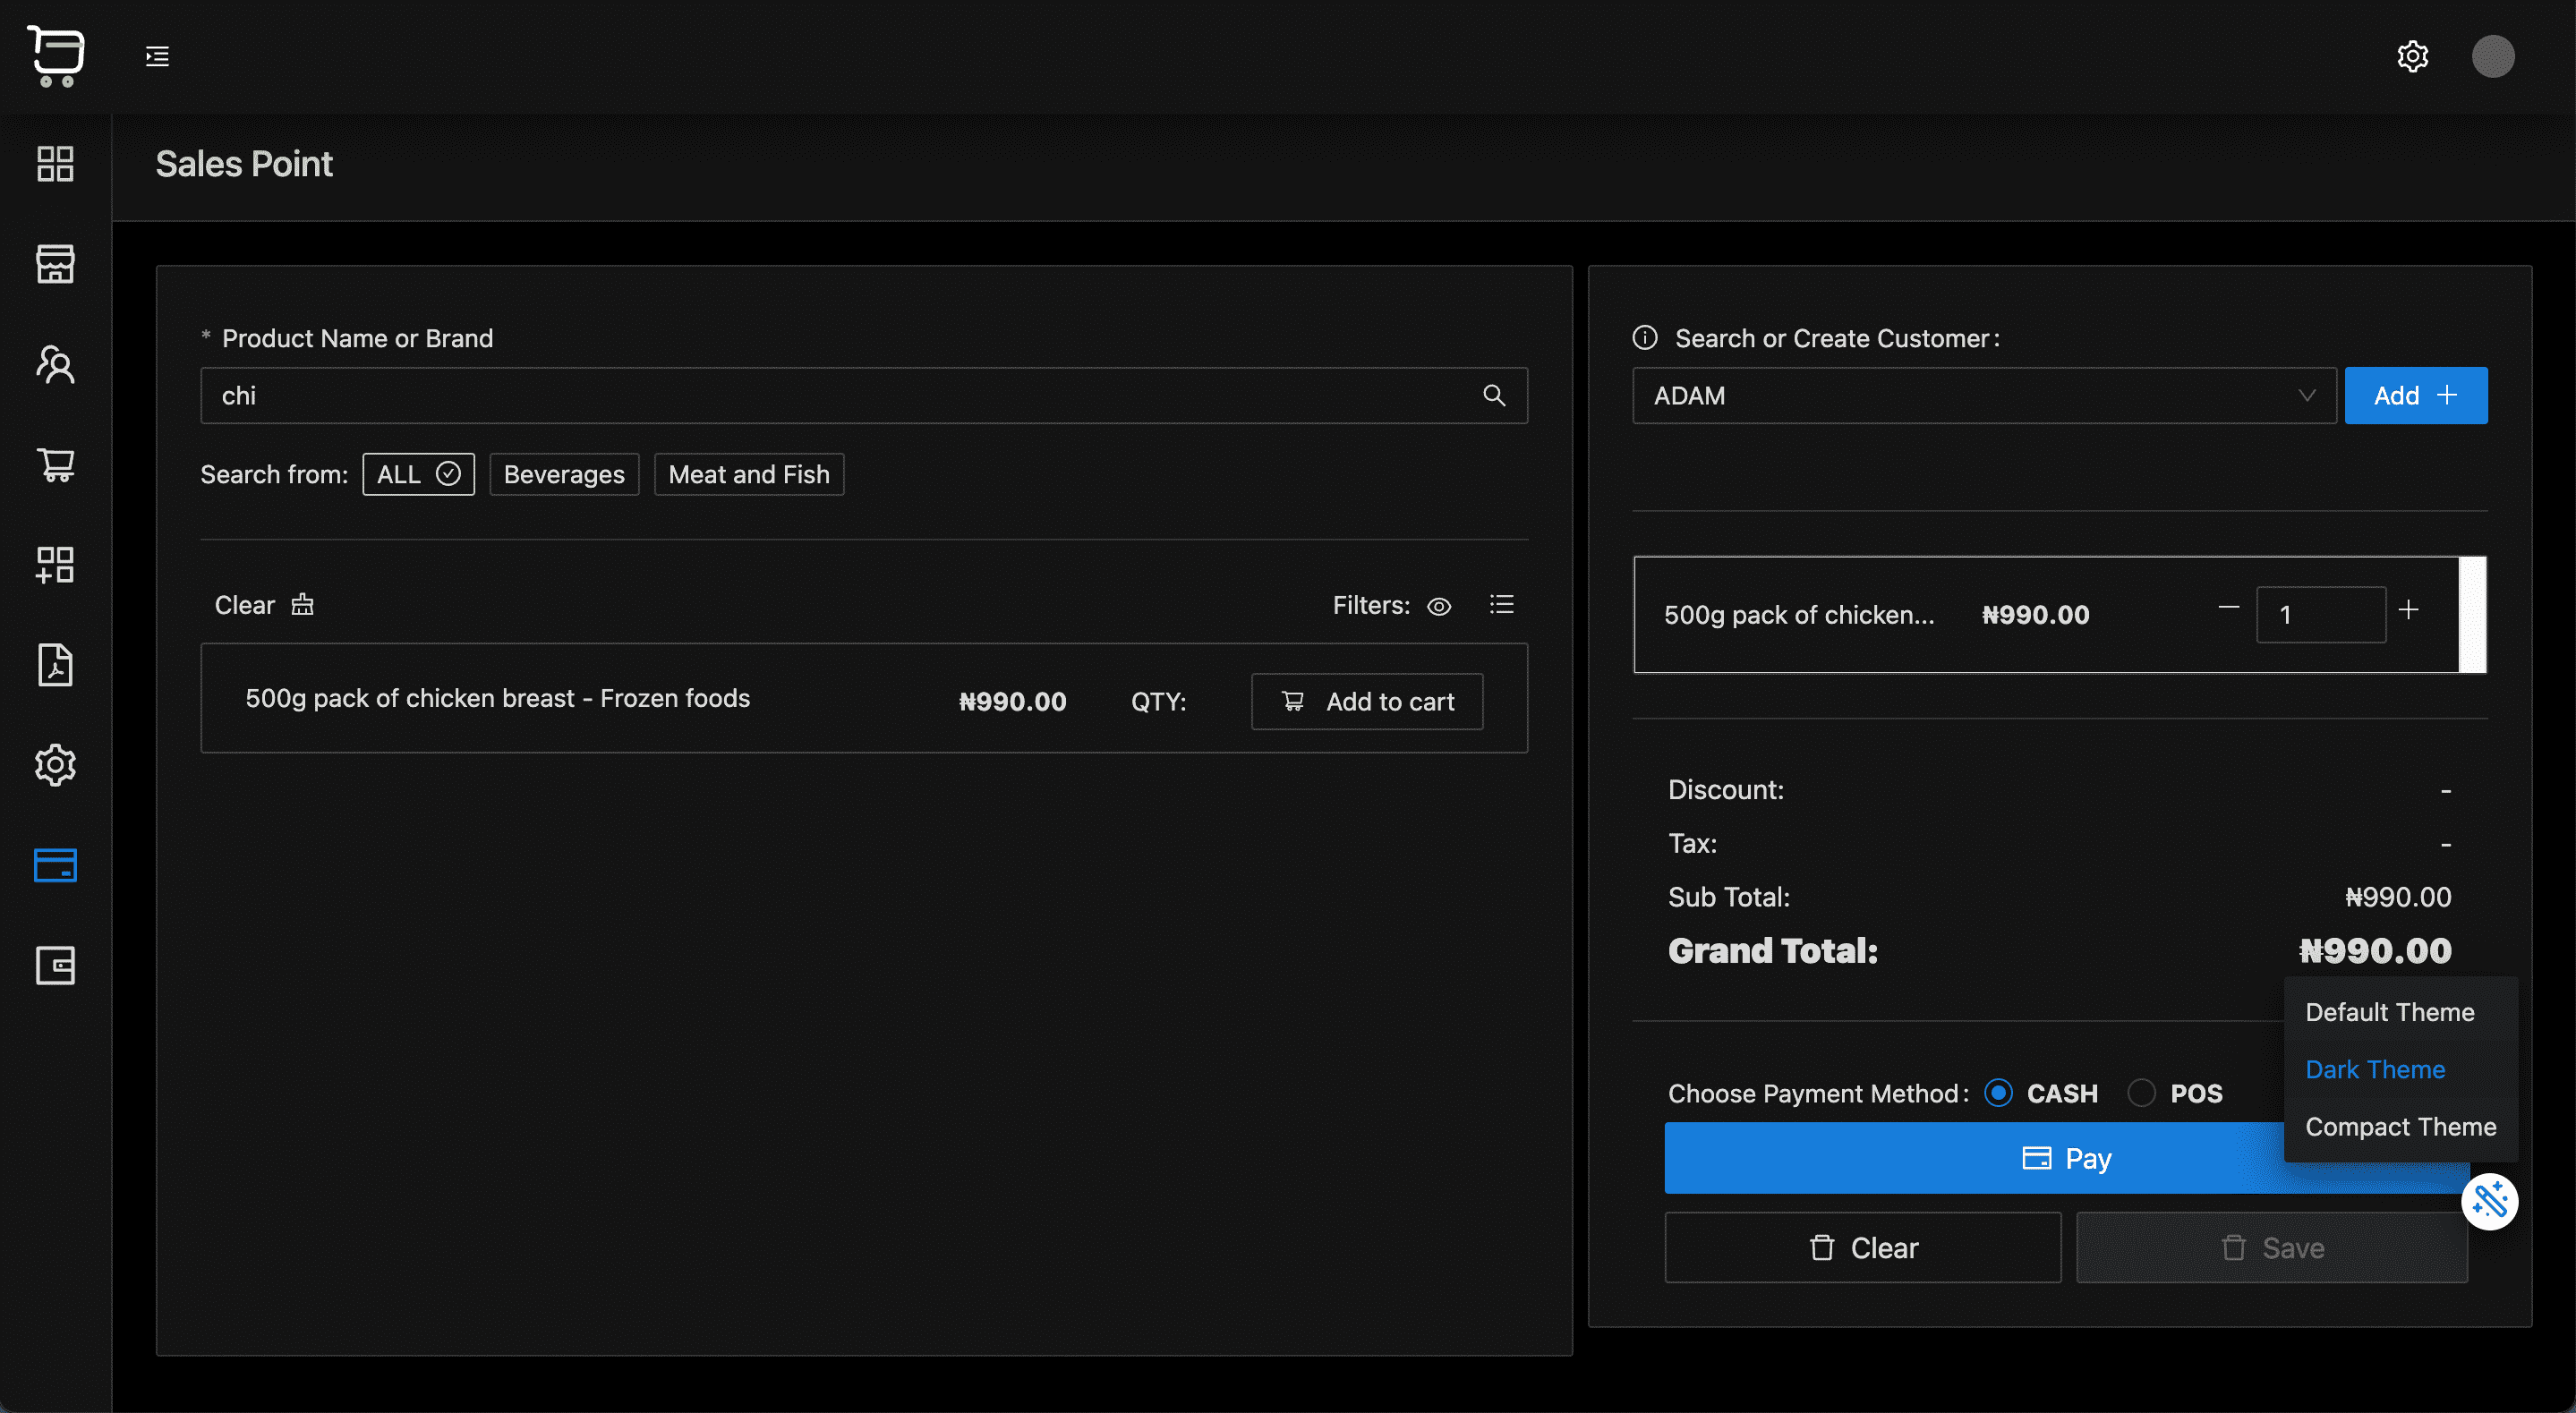 Sales Point
* Product Name or Brand
chi
Search from: ALL Beverages Meat and Fish
Clear Filters:
500g pack of chicken breast - Frozen foods ₦990.00 QTY: Add to cart
Search or Create Customer:
ADAM Add
500g pack of chicken... ₦990.00 1
Discount: -
Tax: -
Sub Total: ₦990.00
Grand Total: ₦990.00
Default Theme
Dark Theme
Compact Theme
Choose Payment Method: CASH POS
Pay
Clear Save